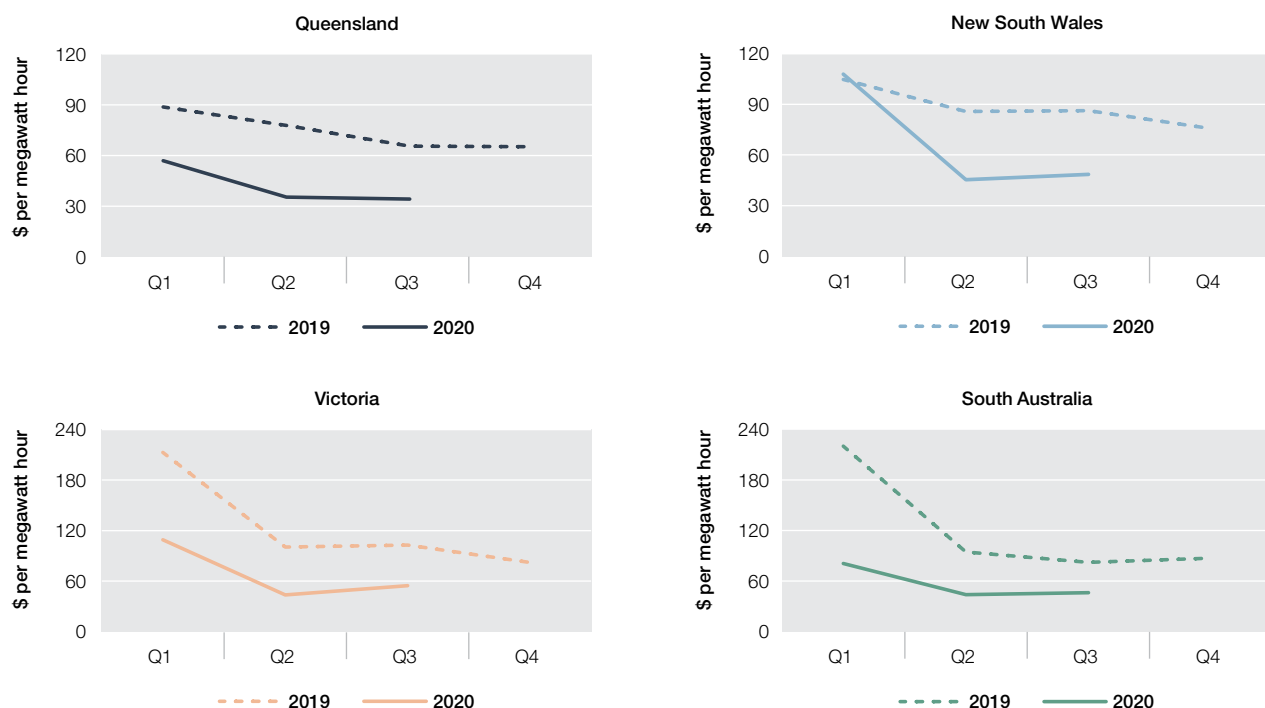 Queensland
$ per megawatt hour
120
90
60
30
0
Q1 Q2 Q3 Q4
2019 2020
New South Wales
$ per megawatt hour
120
90
60
30
0
Q1 Q2 Q3 Q4
2019 2020
Victoria
$ per megawatt hour
240
180
120
60
0
Q1 Q2 Q3 Q4
2019 2020
South Australia
$ per megawatt hour
240
180
120
60
0
Q1 Q2 Q3 Q4
2019 2020